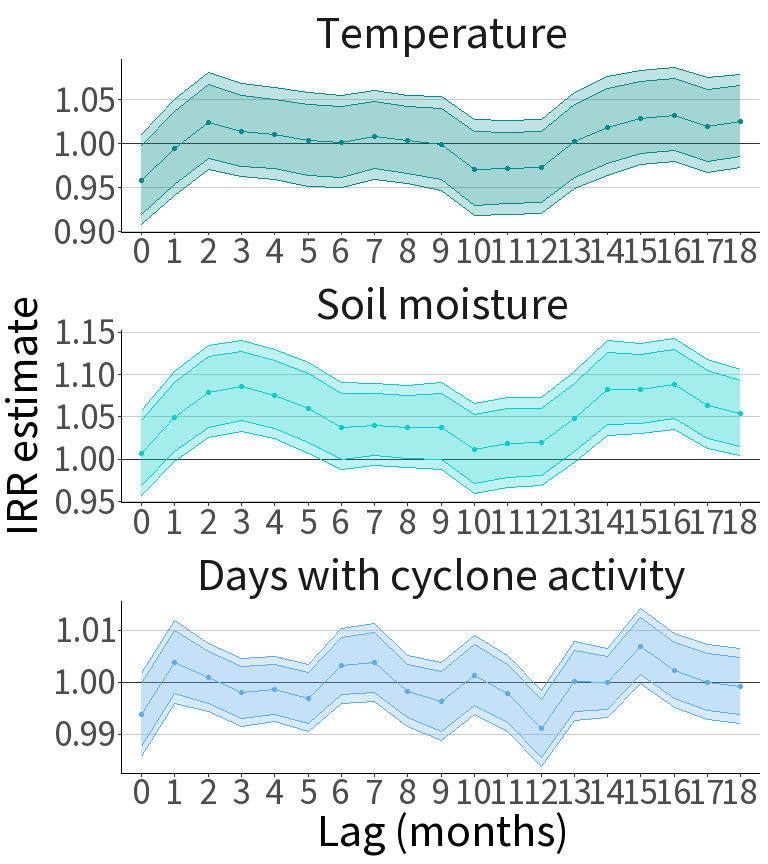 Temperature
1.05
1.00
0.95
0.90
0 1 2 3 4 5 6 7 8 9 10 11 12 13 14 15 16 17 18
IRR estimate
Soil moisture
1.15
1.10
1.05
1.00
0.95
0 1 2 3 4 5 6 7 8 9 10 11 12 13 14 15 16 17 18
Days with cyclone activity
1.01
1.00
0.99
0 1 2 3 4 5 6 7 8 9 10 11 12 13 14 15 16 17 18
Lag (months)